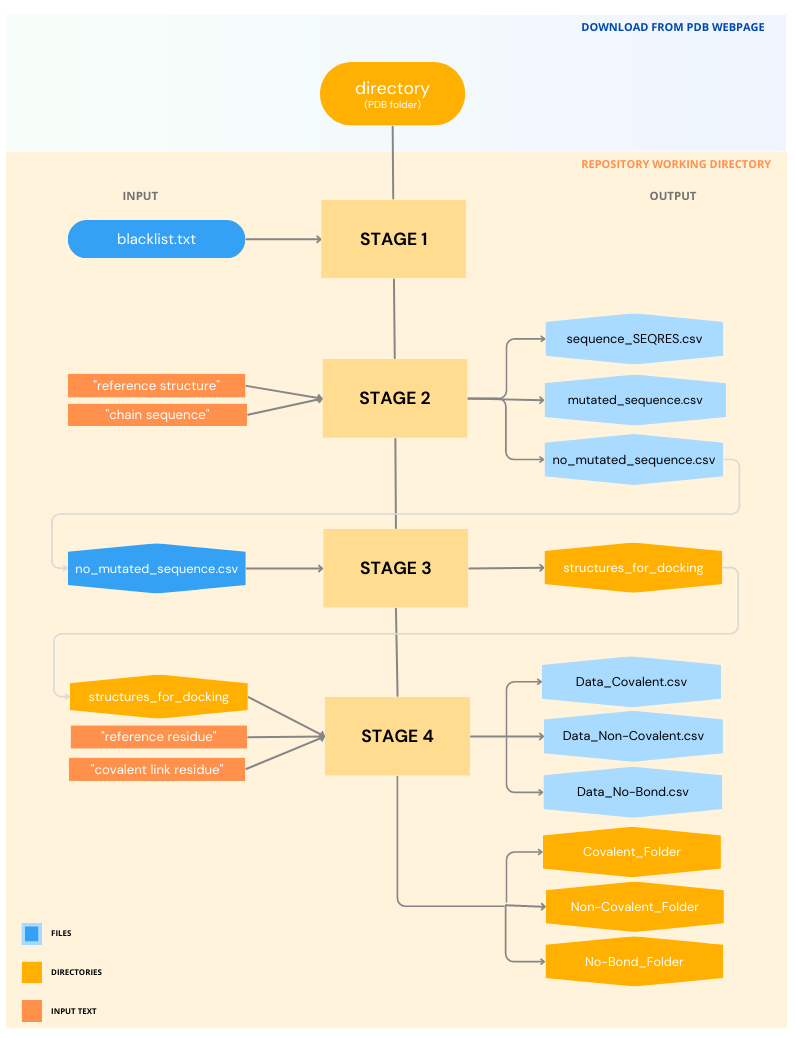 DOWNLOAD FROM PDB WEBPAGE
directory
(PDB folder)
REPOSITORY WORKING DIRECTORY
INPUT
OUTPUT
blacklist.txt
STAGE 1
"reference structure"
"chain sequence"
STAGE 2
sequence_SEQRES.csv
mutated_sequence.csv
no_mutated_sequence.csv
no_mutated_sequence.csv
STAGE 3
structures_for_docking
structures_for_docking
"reference residue"
"covalent link residue"
STAGE 4
Data_Covalent.csv
Data_Non-Covalent.csv
Data_No-Bond.csv
Covalent_Folder
Non-Covalent_Folder
No-Bond_Folder
FILES
DIRECTORIES
INPUT TEXT